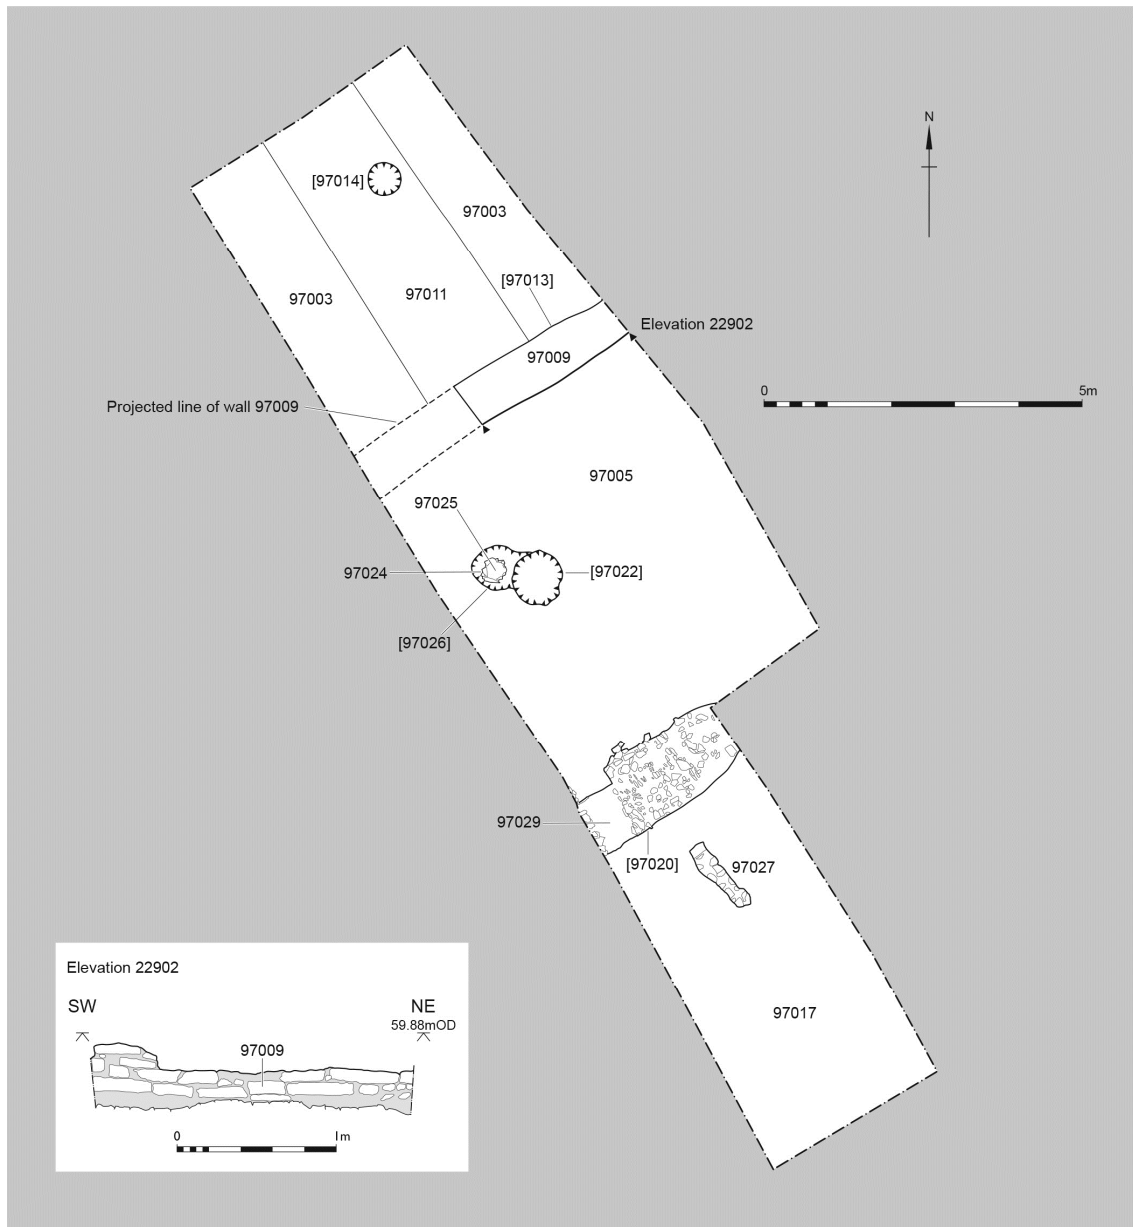 N
[97014]
97003
[97013]
97003
97011
Elevation 22902
97009
0 5m
Projected line of wall 97009
97005
97025
97024
[97022]
[97026]
97029
[97020]
97027
97017
Elevation 22902
SW NE
59.88mOD
97009
0 1m